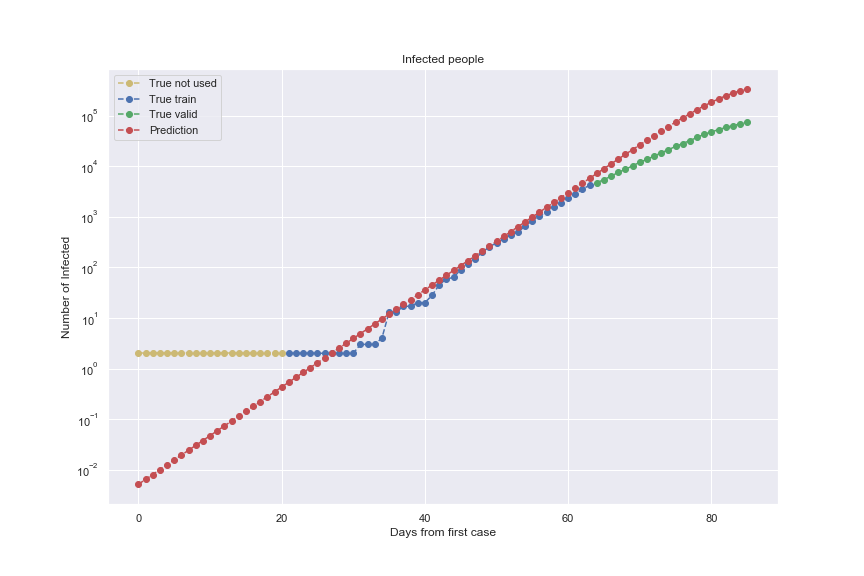 Infected people
True not used
True train
True valid
Prediction
Number of Infected
10^5
10^4
10^3
10^2
10^1
10^0
10^−1
10^−2
0 20 40 60 80
Days from first case